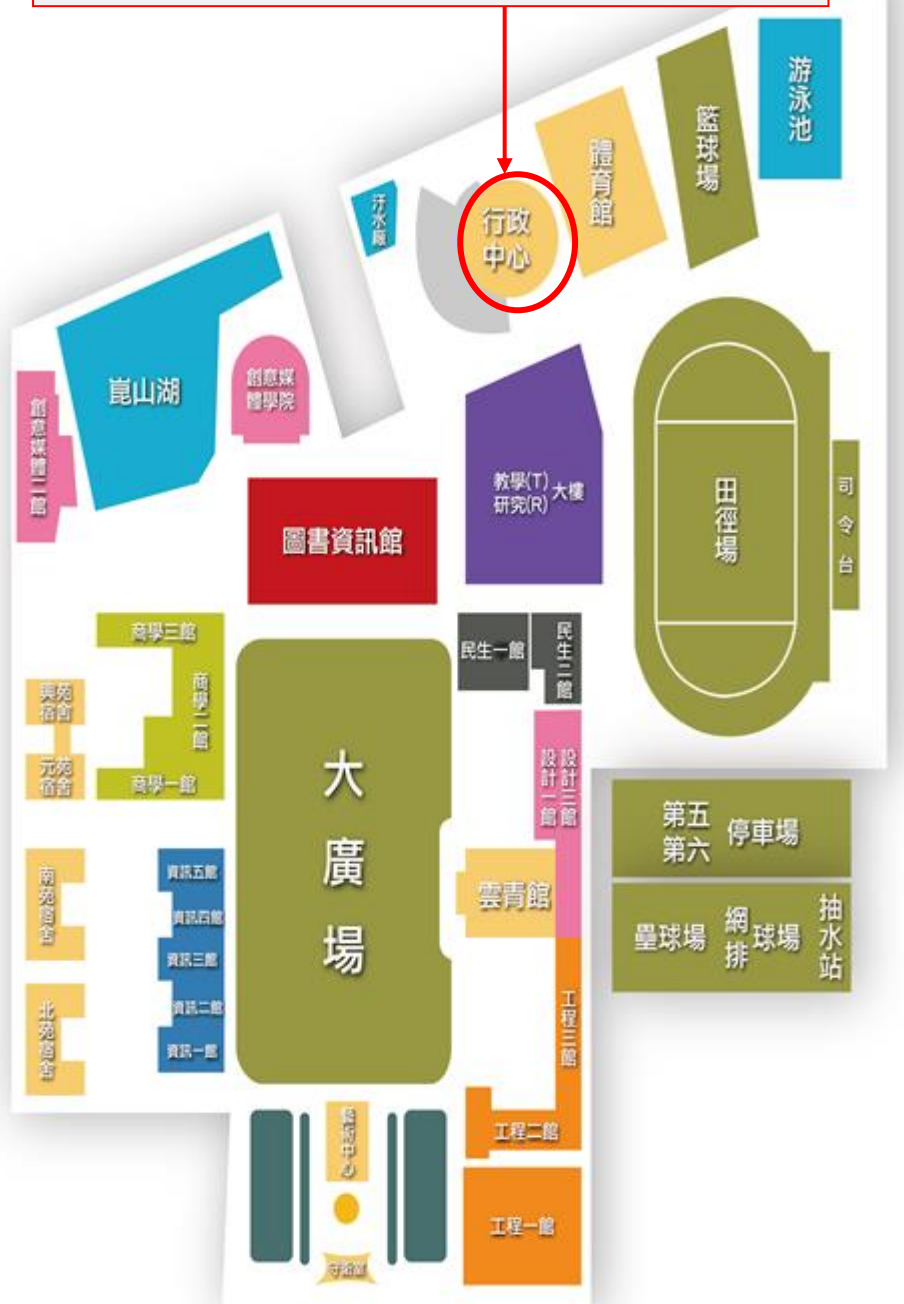 游泳池
籃球場
體育館
行政
中心
汙水廠
崑山湖
創意媒
體學院
創意媒體二館
教學(T)
研究(R)
大樓
田徑場
司令台
圖書資訊館
商學三館
商學二館
商學一館
興苑
宿舍
元苑
宿舍
民生一館
民生二館
大廣場
設計一館
設計三館
第五
第六
停車場
雲青館
壘球場
網
排
球場
抽水站
南苑宿舍
北苑宿舍
資訊五館
資訊四館
資訊三館
資訊二館
資訊一館
工程三館
工程二館
工程一館
藝術中心
守衛室